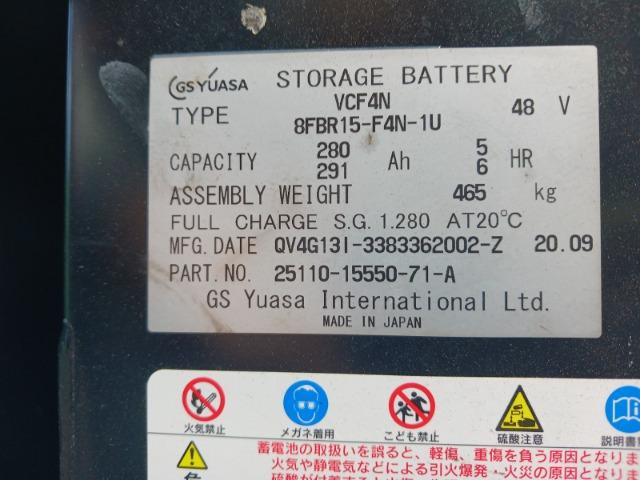 GS YUASA STORAGE BATTERY
TYPE VCF4N 48 V
8FBR15-F4N-1U
CAPACITY 280 Ah 5 HR
291 6
ASSEMBLY WEIGHT 465 kg
FULL CHARGE S.G. 1.280 AT20℃
MFG.DATE QV4G13I-3383362002-Z 20.09
PART.NO. 25110-15550-71-A
GS Yuasa International Ltd.
MADE IN JAPAN
火気禁止 メガネ着用 こども禁止 硫酸注意 説明書
蓄電池の取扱いを誤ると、軽傷、重傷を負う原因となりま
火気や静電気などによる引火爆発・火災の原因となりま